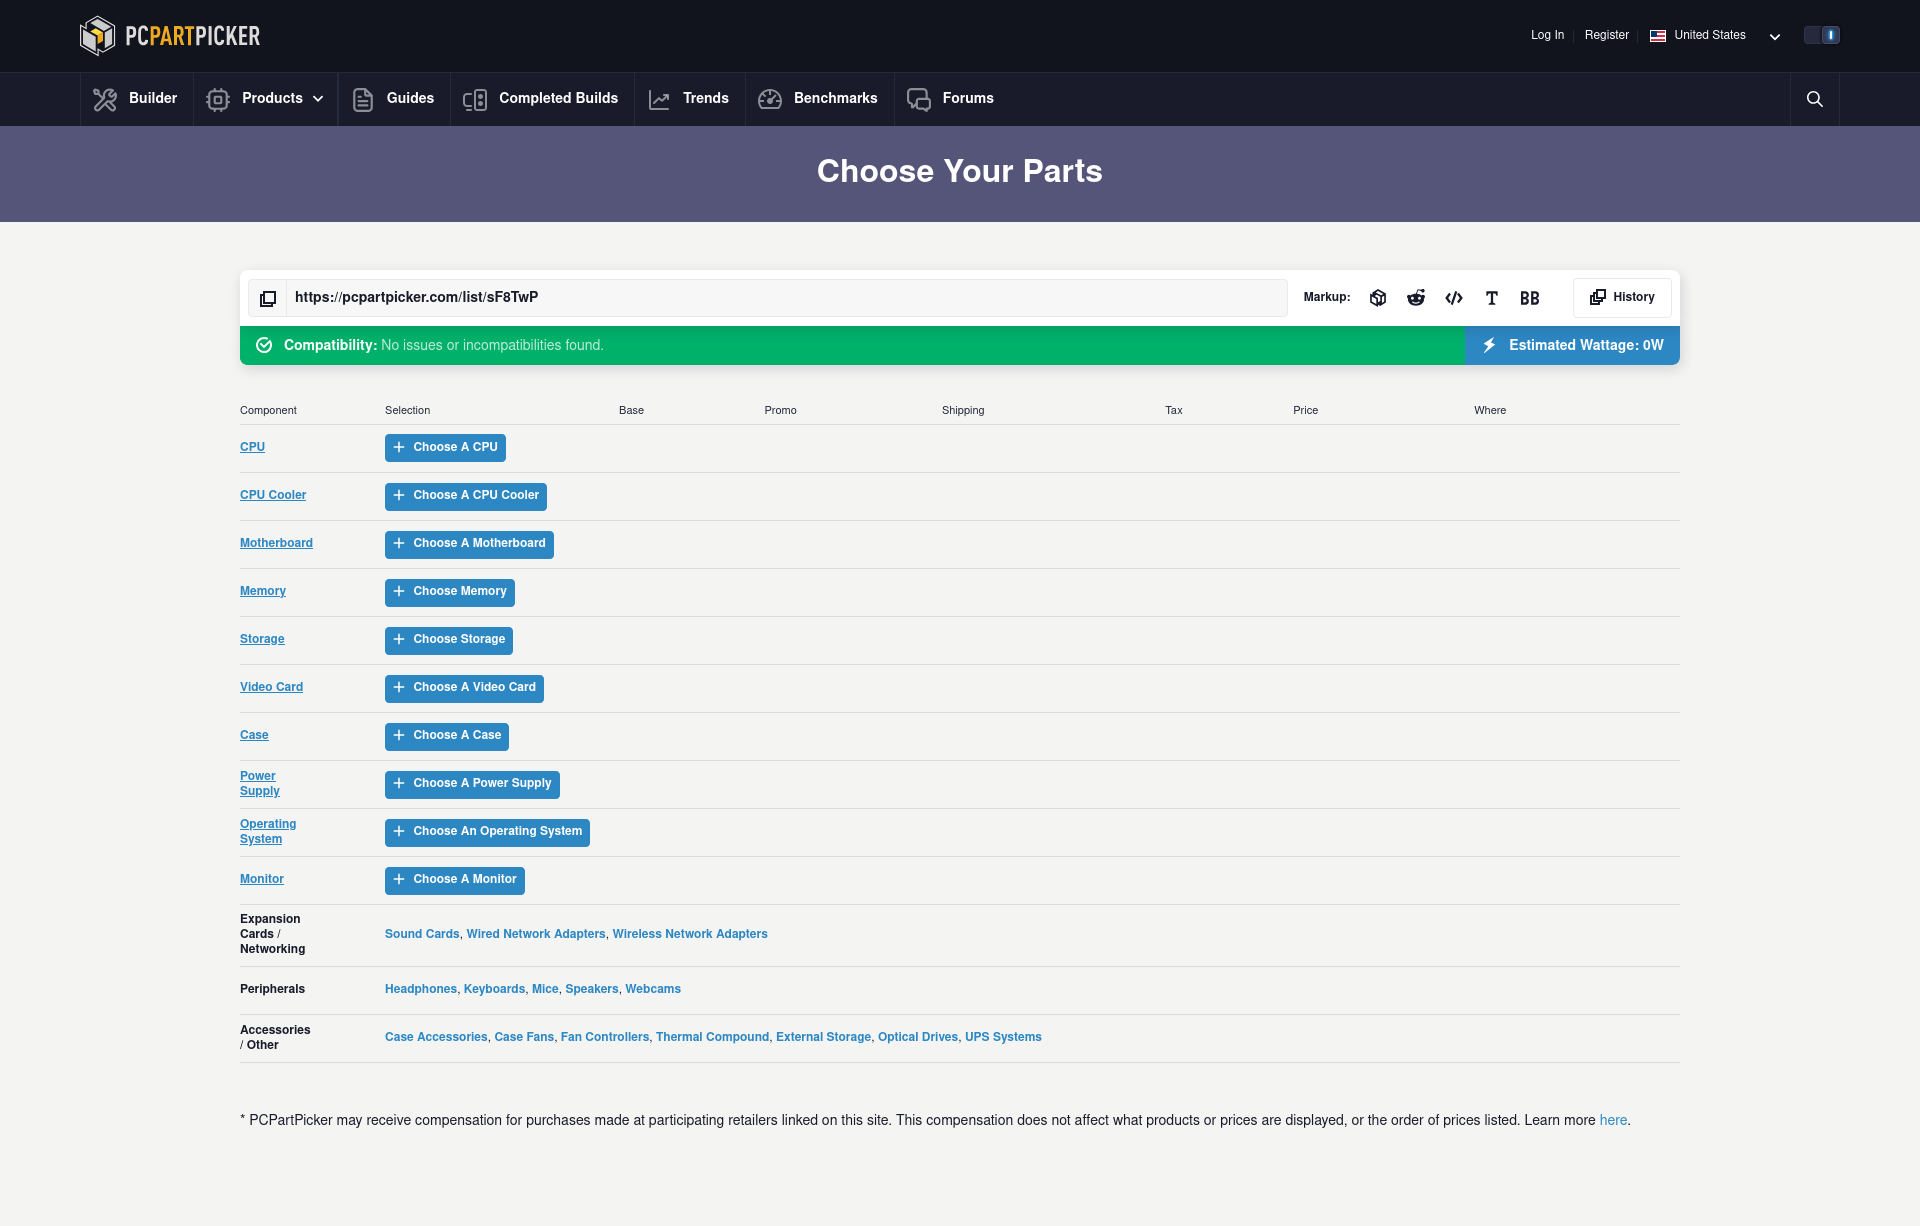 PCPARTPICKER
Log In
Register
United States
Builder
Products
Guides
Completed Builds
Trends
Benchmarks
Forums
Choose Your Parts
https://pcpartpicker.com/list/sF8TwP
Markup:
BB
History
Compatibility: No issues or incompatibilities found.
Estimated Wattage: 0W
Component Selection Base Promo Shipping Tax Price Where
CPU
Choose A CPU
CPU Cooler
Choose A CPU Cooler
Motherboard
Choose A Motherboard
Memory
Choose Memory
Storage
Choose Storage
Video Card
Choose A Video Card
Case
Choose A Case
Power
Supply
Choose A Power Supply
Operating
System
Choose An Operating System
Monitor
Choose A Monitor
Expansion
Cards /
Networking
Sound Cards, Wired Network Adapters, Wireless Network Adapters
Peripherals
Headphones, Keyboards, Mice, Speakers, Webcams
Accessories
/ Other
Case Accessories, Case Fans, Fan Controllers, Thermal Compound, External Storage, Optical Drives, UPS Systems
* PCPartPicker may receive compensation for purchases made at participating retailers linked on this site. This compensation does not affect what products or prices are displayed, or the order of prices listed. Learn more here.